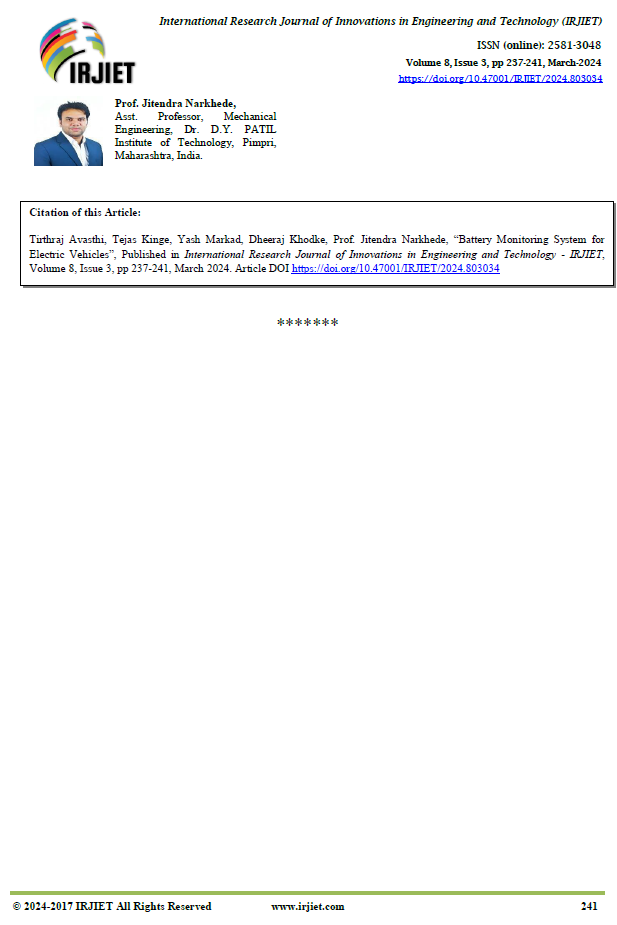 International Research Journal of Innovations in Engineering and Technology (IRJIET)
IRJIET
ISSN (online): 2581-3048
Volume 8, Issue 3, pp 237-241, March-2024
https://doi.org/10.47001/IRJIET/2024.803034
Prof. Jitendra Narkhede,
Asst. Professor, Mechanical
Engineering, Dr. D.Y. PATIL
Institute of Technology, Pimpri,
Maharashtra, India.
Citation of this Article:
Tirthraj Avasthi, Tejas Kinge, Yash Markad, Dheeraj Khodke, Prof. Jitendra Narkhede, “Battery Monitoring System for
Electric Vehicles”, Published in International Research Journal of Innovations in Engineering and Technology - IRJIET,
Volume 8, Issue 3, pp 237-241, March 2024. Article DOI https://doi.org/10.47001/IRJIET/2024.803034
*******
© 2024-2017 IRJIET All Rights Reserved www.irjiet.com 241